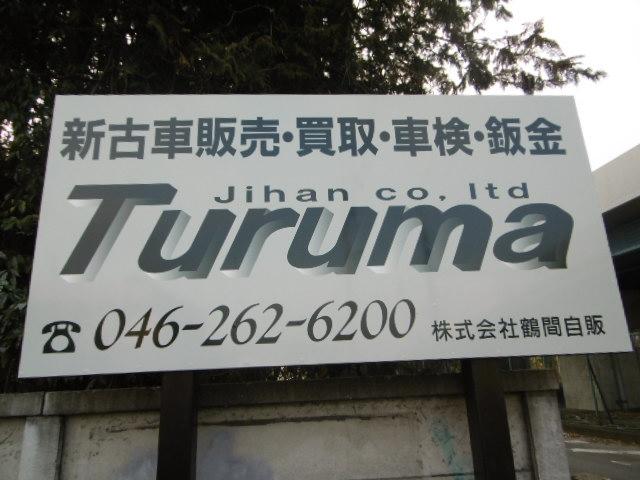 新古車販売・買取・車検・鈑金
Jihan co, ltd
Turuma
☎ 046-262-6200 株式会社鶴間自販